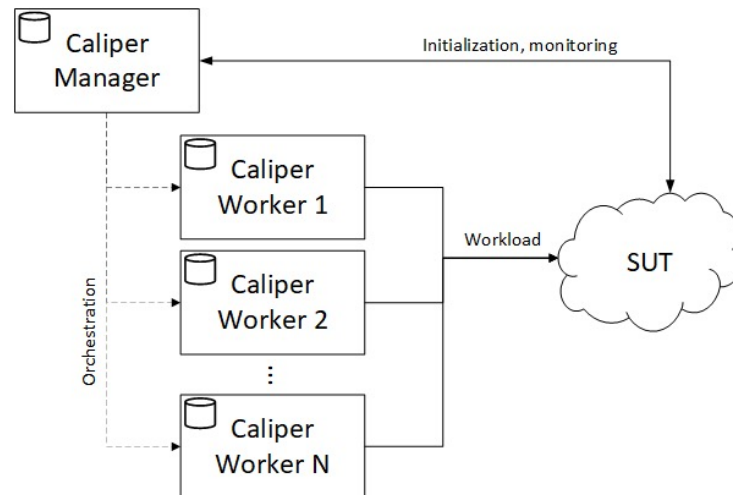 Caliper
Manager
Initialization, monitoring
Caliper
Worker 1
Workload
SUT
Caliper
Worker 2
Orchestration
...
Caliper
Worker N